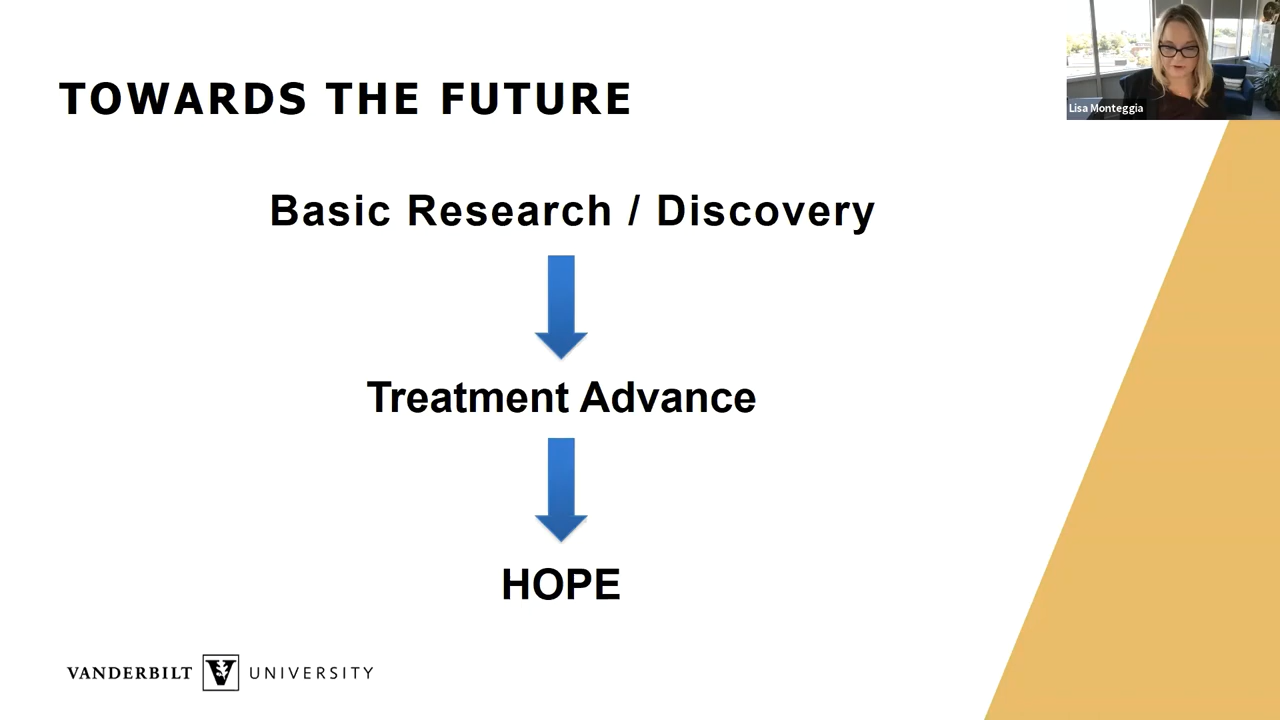 Lisa Monteggia
TOWARDS THE FUTURE
Basic Research / Discovery
Treatment Advance
HOPE
VANDERBILT V UNIVERSITY